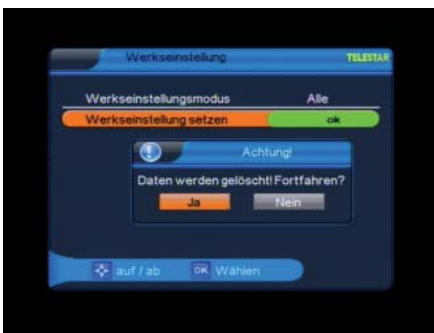 Werkseinstellung TELESTAR
Werkseinstellungsmodus Alle
Werkseinstellung setzen ok
Achtung!
Daten werden gelöscht! Fortfahren?
Ja Nein
auf / ab OK Wählen